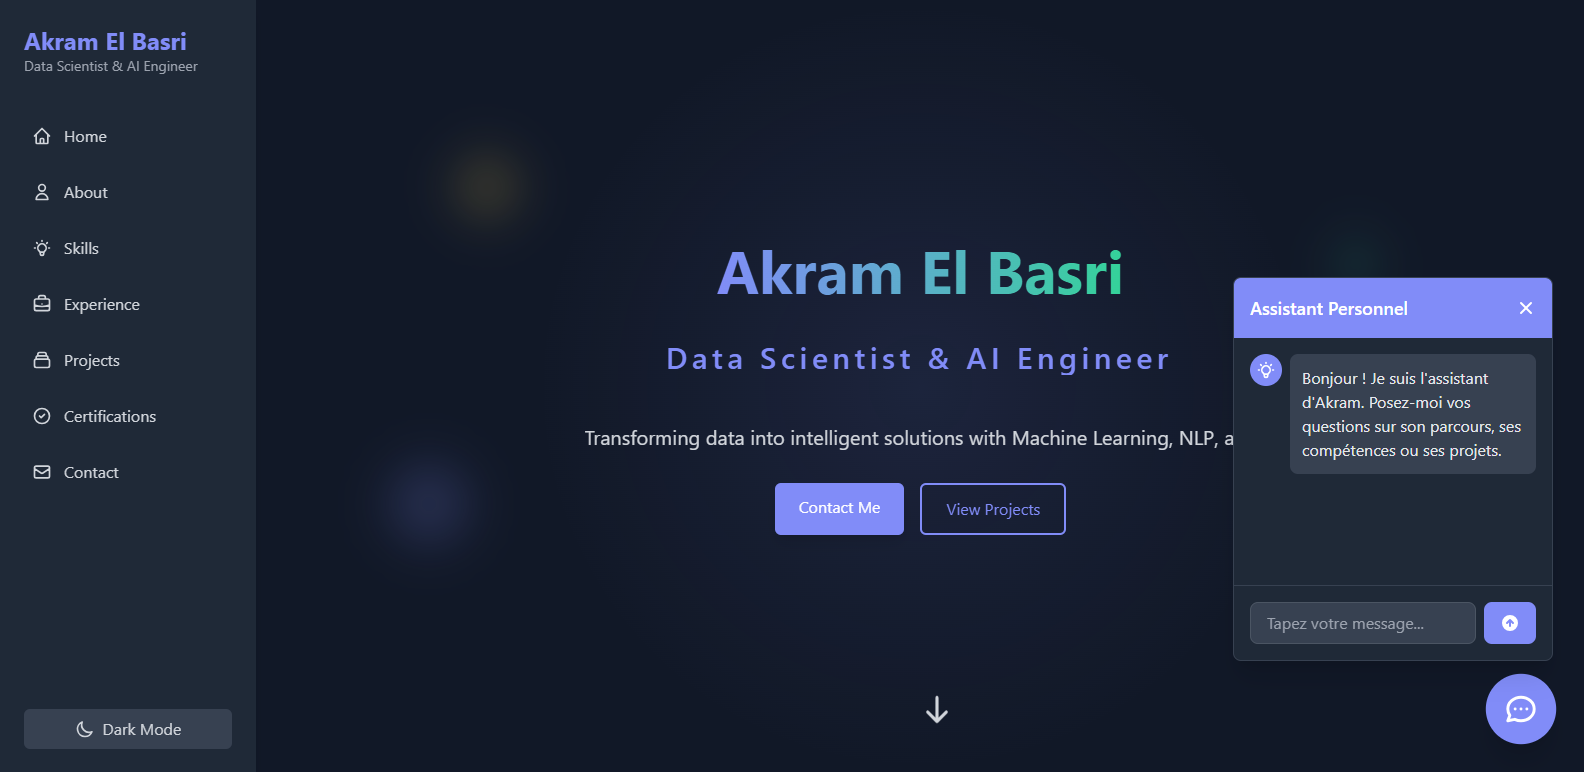 Akram El Basri
Data Scientist & AI Engineer
Home
About
Skills
Experience
Projects
Certifications
Contact
Dark Mode
Akram El Basri
Data Scientist & AI Engineer
Transforming data into intelligent solutions with Machine Learning, NLP,
Contact Me
View Projects
Assistant Personnel
Bonjour ! Je suis l'assistant
d'Akram. Posez-moi vos
questions sur son parcours, ses
compétences ou ses projets.
Tapez votre message...